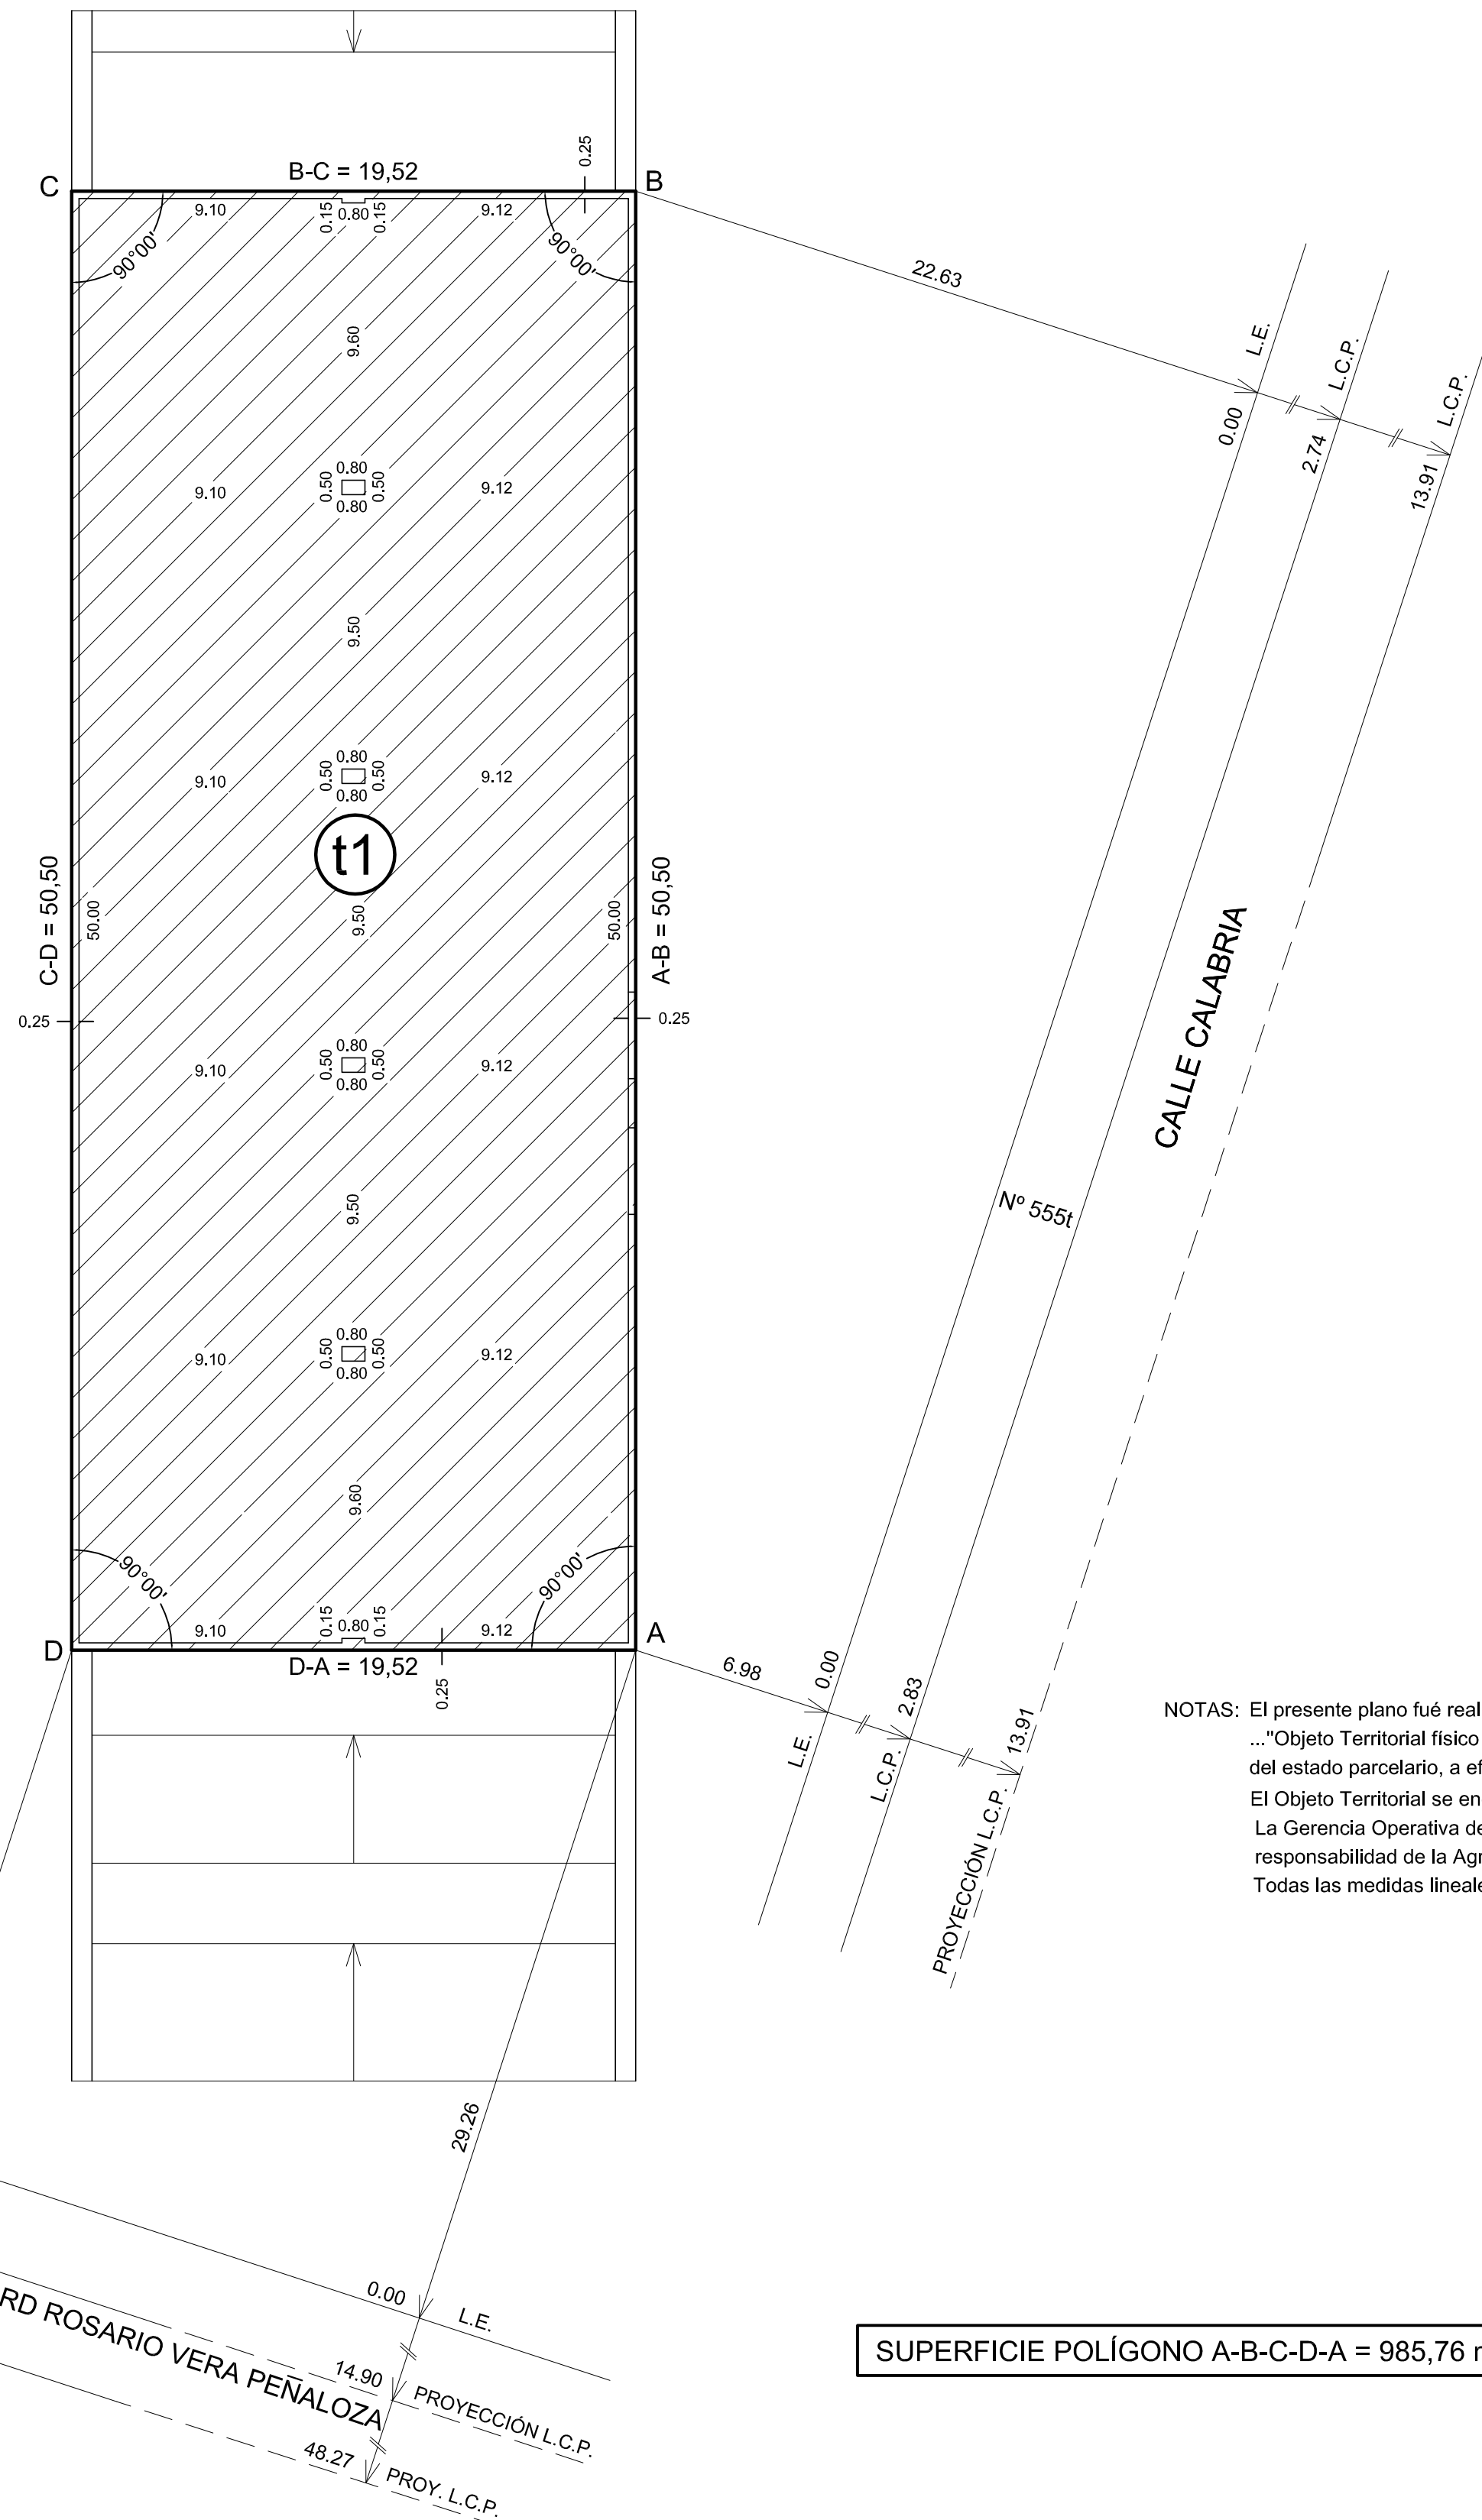 B-C = 19,52
0.25
C
B
9.10
0.15
0.80
0.15
9.12
90°00'
90°00'
22.63
L.E.
L.C.P.
L.C.P.
0.00
2.74
13.91
9.60
0.80
0.50
0.50
0.80
9.10
9.12
9.50
0.80
0.50
0.50
0.80
9.10
9.12
t1
C-D = 50,50
50.00
9.50
50.00
A-B = 50,50
CALLE CALABRIA
0.25
0.25
0.80
0.50
0.50
0.80
9.10
9.12
9.50
Nº 555t
0.80
0.50
0.50
0.80
9.10
9.12
9.60
90°00'
90°00'
9.10
0.15
0.80
0.15
9.12
D
A
D-A = 19,52
0.25
6.98
0.00
2.83
13.91
L.E.
L.C.P.
PROYECCIÓN L.C.P.
NOTAS: El presente plano fué real
..."Objeto Territorial físico
del estado parcelario, a ef
El Objeto Territorial se en
La Gerencia Operativa de
responsabilidad de la Agr
Todas las medidas lineale
29.26
0.00
L.E.
RD ROSARIO VERA PEÑALOZA
14.90
PROYECCIÓN L.C.P.
48.27
PROY. L.C.P.
SUPERFICIE POLÍGONO A-B-C-D-A = 985,76